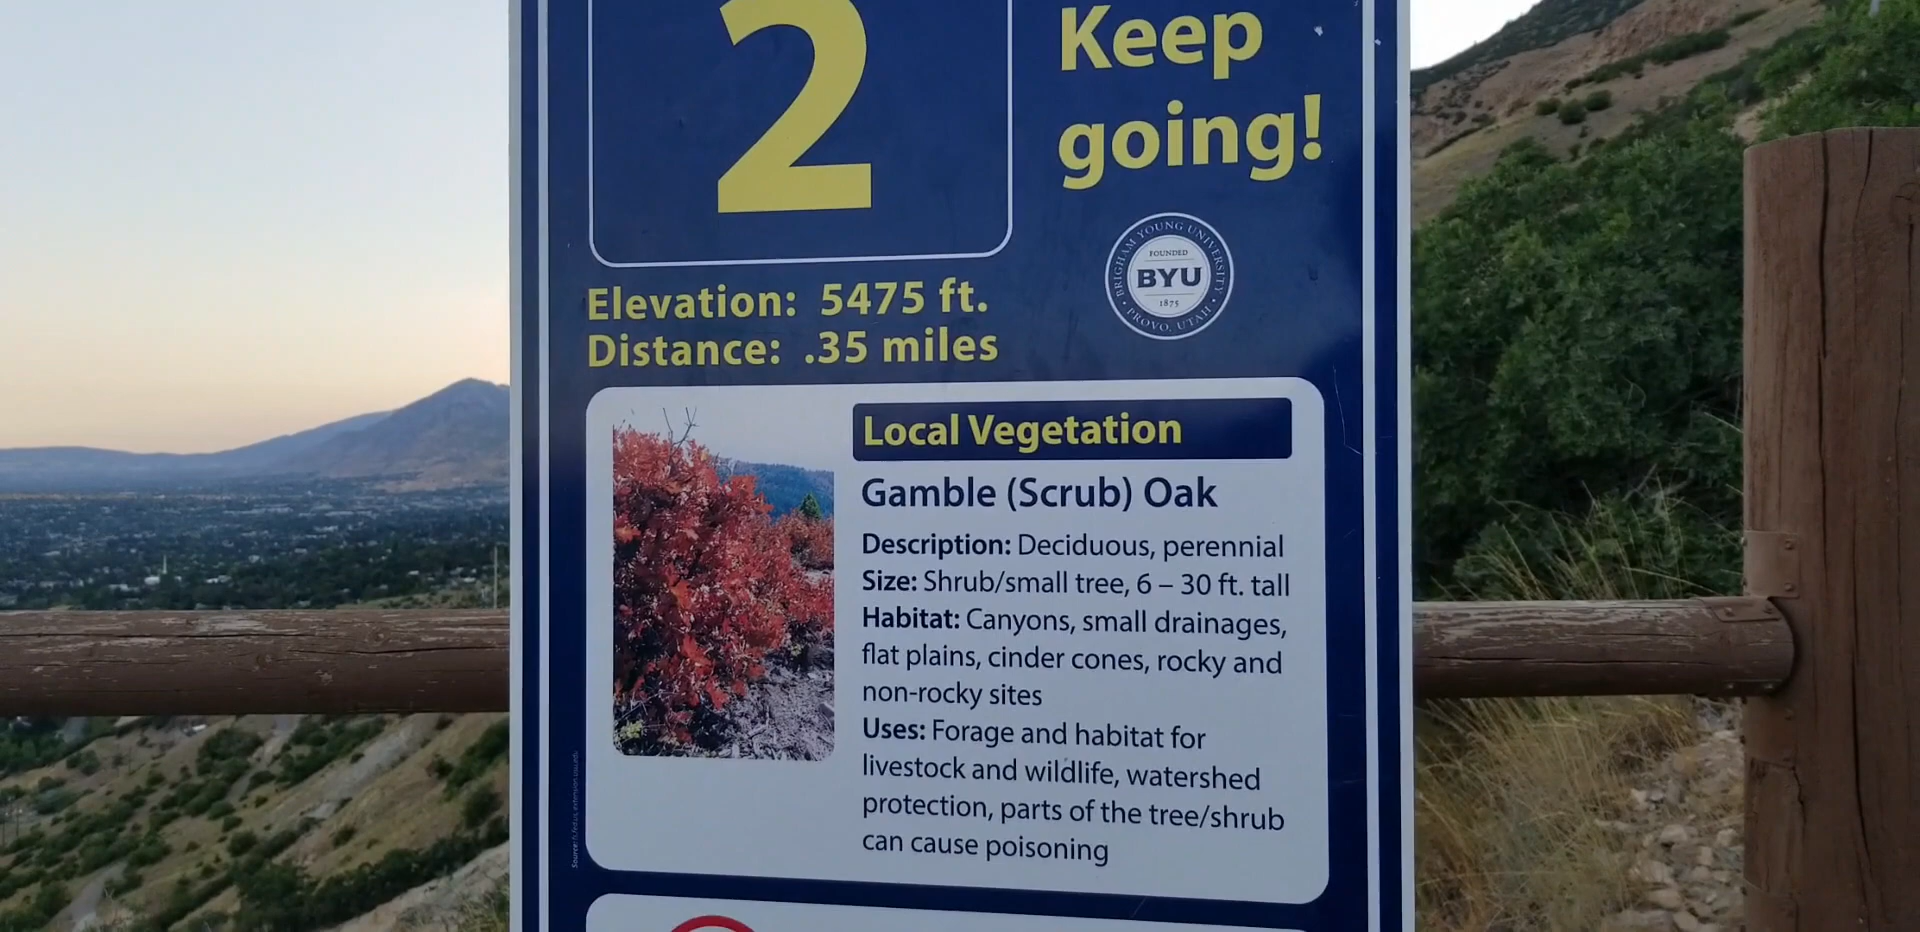 2
Keep
going!
BRIGHAM YOUNG UNIVERSITY
FOUNDED
BYU
1875
PROVO, UTAH
Elevation: 5475 ft.
Distance: .35 miles
Local Vegetation
Gamble (Scrub) Oak
Description: Deciduous, perennial
Size: Shrub/small tree, 6 – 30 ft. tall
Habitat: Canyons, small drainages,
flat plains, cinder cones, rocky and
non-rocky sites
Uses: Forage and habitat for
livestock and wildlife, watershed
protection, parts of the tree/shrub
can cause poisoning